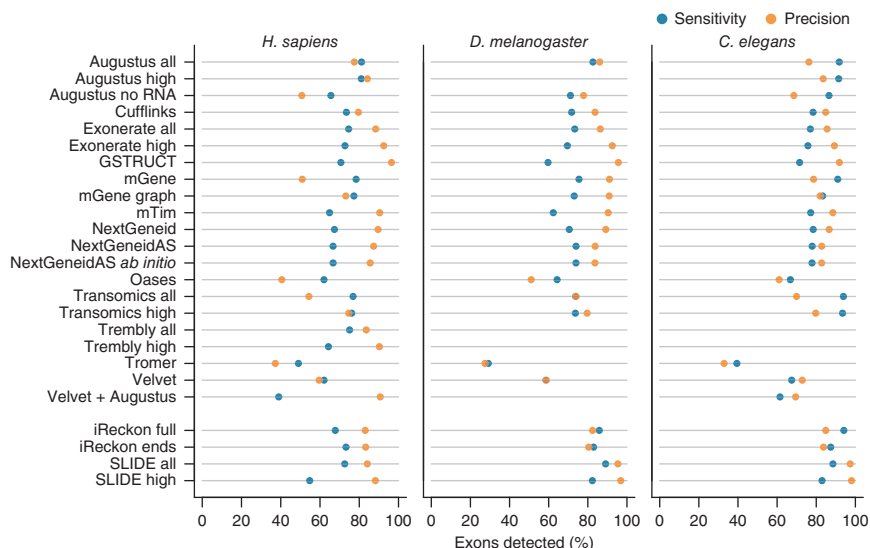 Sensitivity Precision
H. sapiens D. melanogaster C. elegans
Augustus all
Augustus high
Augustus no RNA
Cufflinks
Exonerate all
Exonerate high
GSTRUCT
mGene
mGene graph
mTim
NextGeneid
NextGeneidAS
NextGeneidAS ab initio
Oases
Transomics all
Transomics high
Trembly all
Trembly high
Tromer
Velvet
Velvet + Augustus
iReckon full
iReckon ends
SLIDE all
SLIDE high
0 20 40 60 80 100 0 20 40 60 80 100 0 20 40 60 80 100
Exons detected (%)